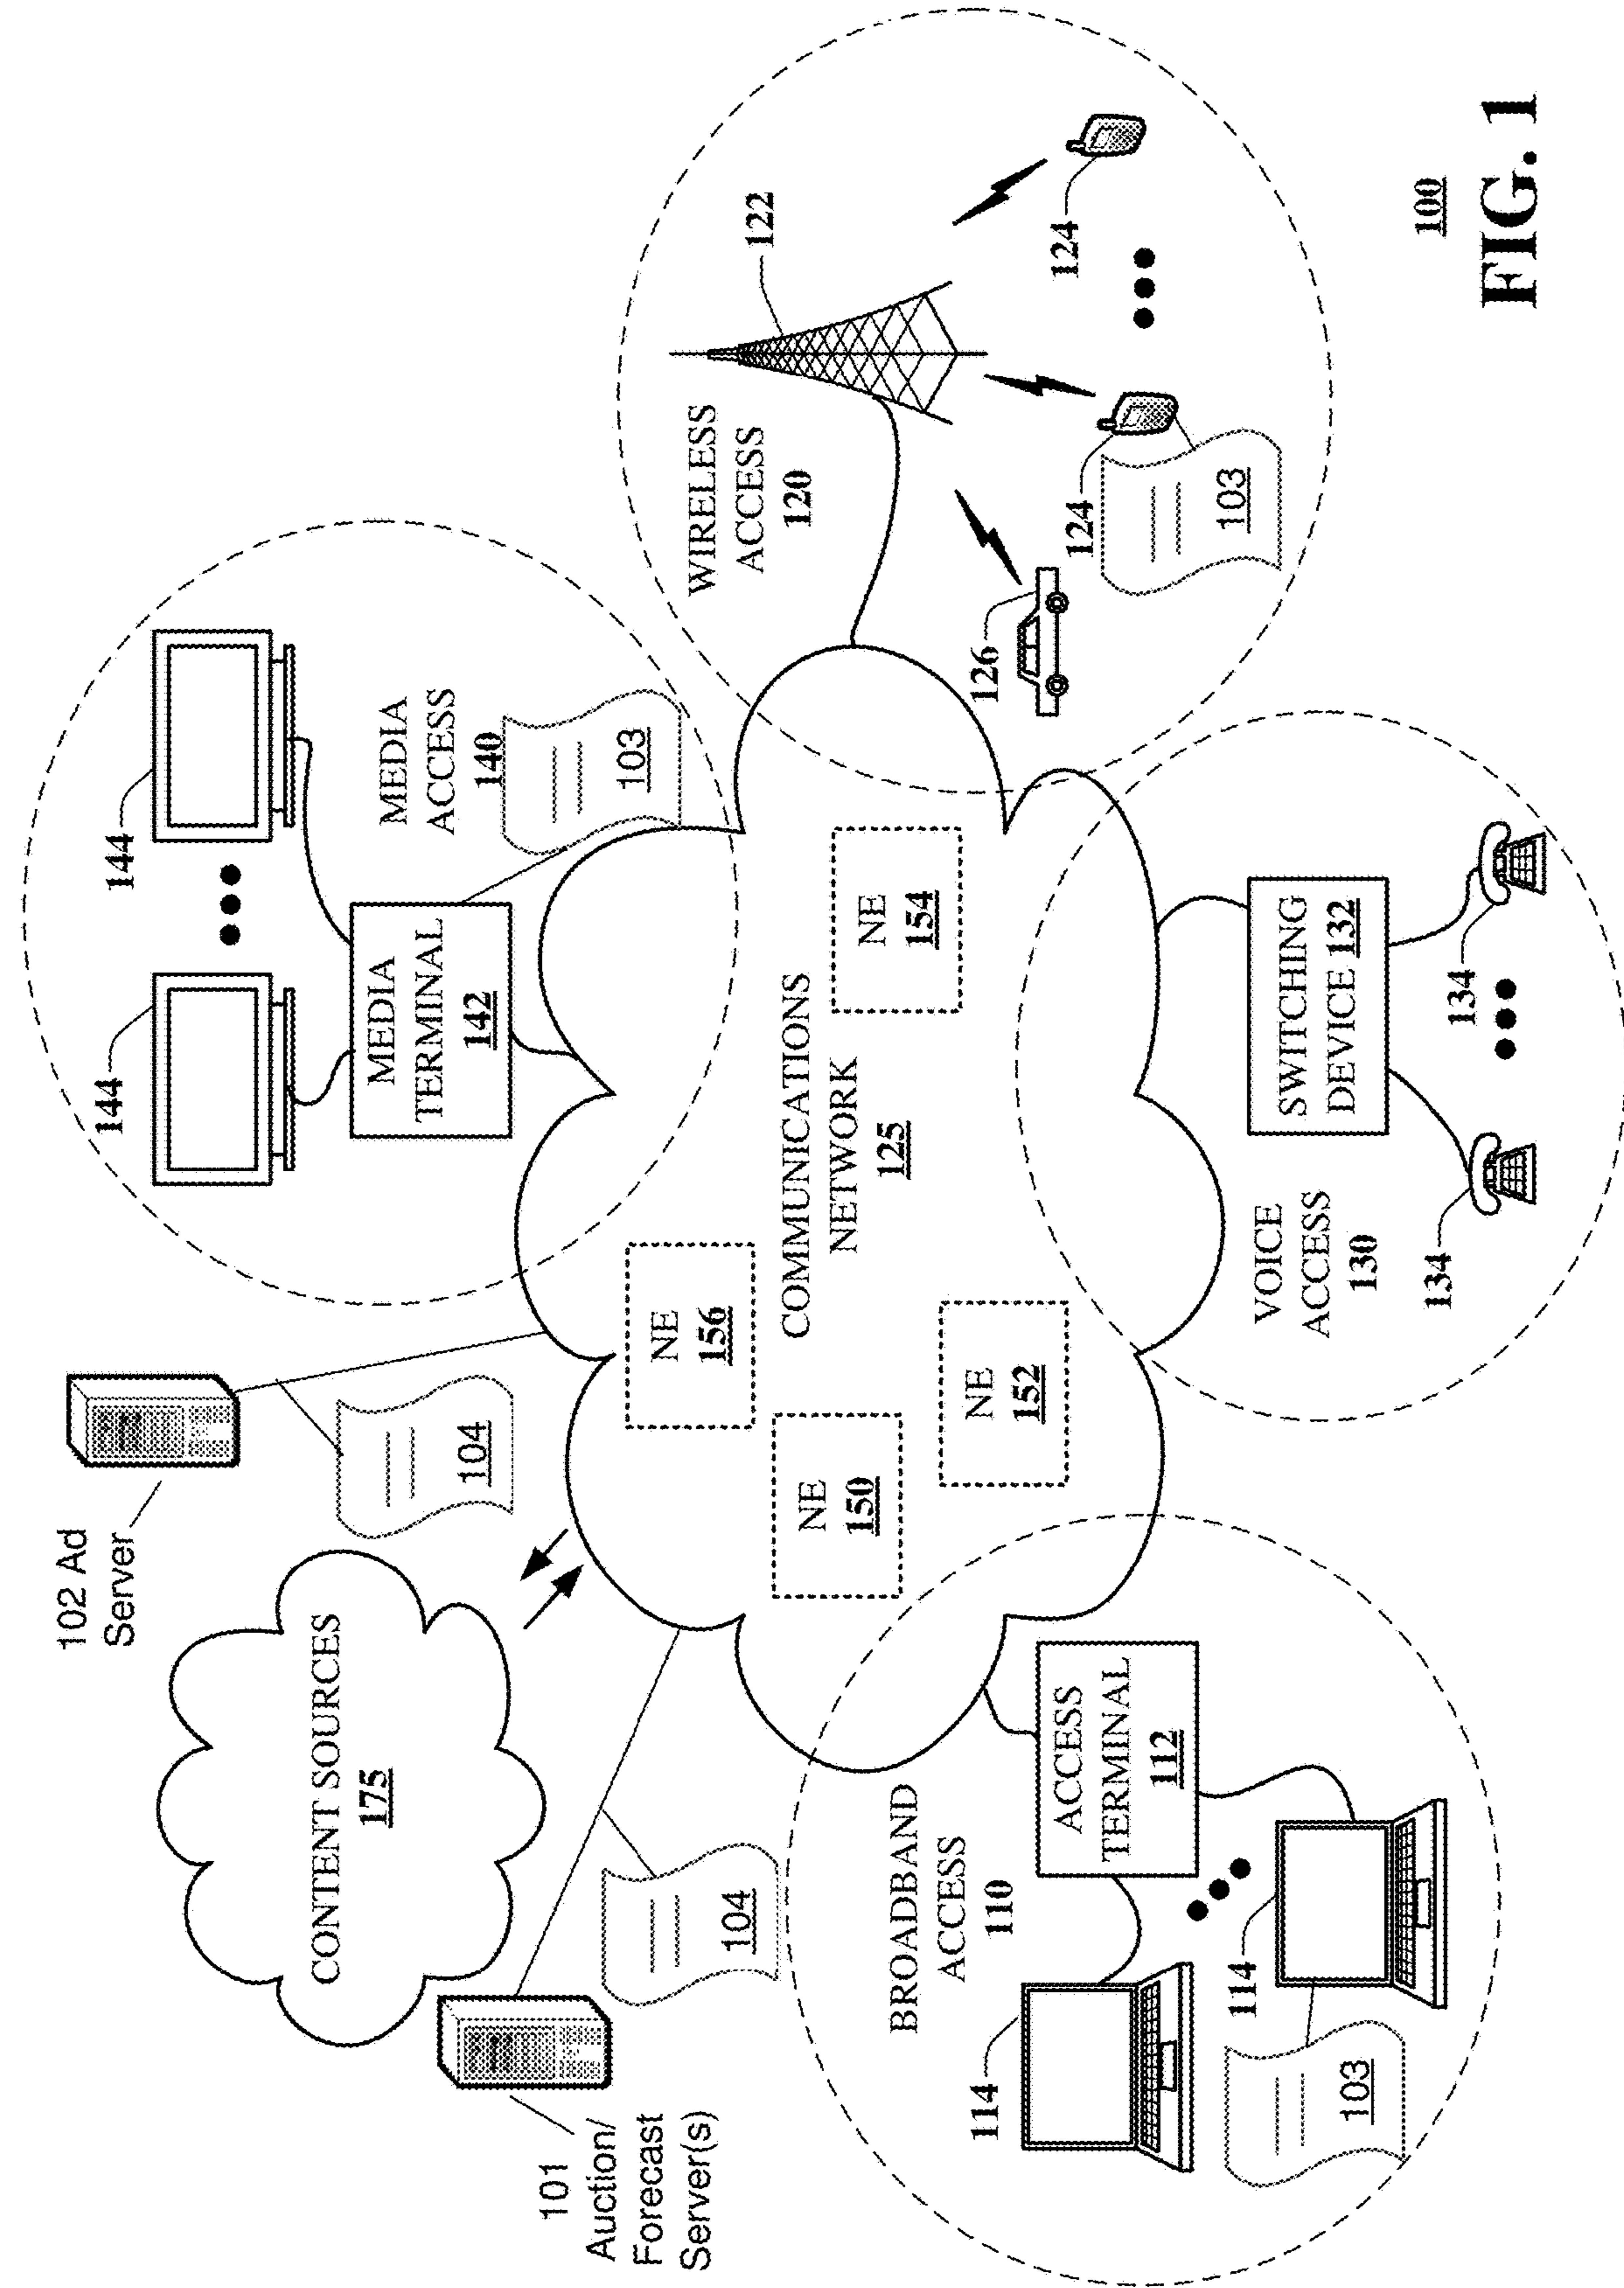 102 Ad
Server
104
CONTENT SOURCES
175
101
Auction/
Forecast
Server(s)
104
144
144
MEDIA
TERMINAL
142
MEDIA
ACCESS
140
103
NE
156
NE
150
NE
152
NE
154
COMMUNICATIONS
NETWORK
125
WIRELESS
ACCESS
120
122
124
124
126
103
BROADBAND
ACCESS
110
ACCESS
TERMINAL
112
114
114
103
VOICE
ACCESS
130
SWITCHING
DEVICE 132
134
134
100
FIG. 1